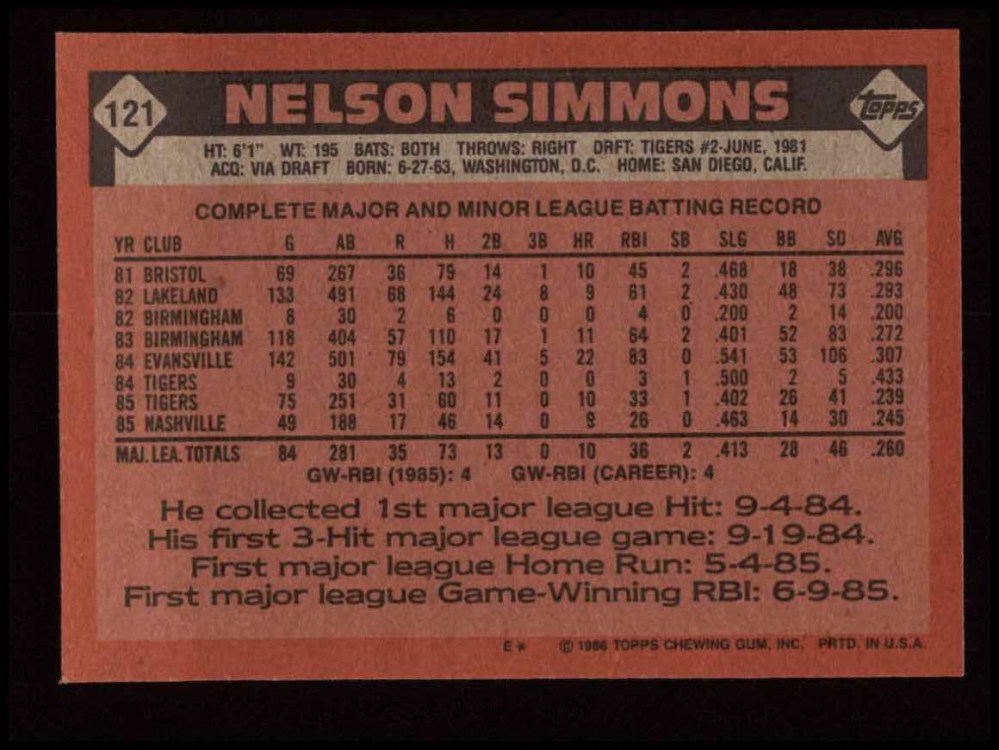 121
NELSON SIMMONS
TOPPS
HT: 6'1" WT: 195 BATS: BOTH THROWS: RIGHT DRFT: TIGERS #2-JUNE, 1981
ACQ: VIA DRAFT BORN: 6-27-63, WASHINGTON, D.C. HOME: SAN DIEGO, CALIF.
COMPLETE MAJOR AND MINOR LEAGUE BATTING RECORD
YR CLUB G AB R H 2B 3B HR RBI SB SLG BB SO AVG
81 BRISTOL 69 267 36 79 14 1 10 45 2 .468 18 38 .296
82 LAKELAND 133 491 68 144 24 8 9 61 2 .430 48 73 .293
82 BIRMINGHAM 8 30 2 6 0 0 0 4 0 .200 2 14 .200
83 BIRMINGHAM 118 404 57 110 17 1 11 64 2 .401 52 83 .272
84 EVANSVILLE 142 501 79 154 41 5 22 83 0 .541 53 106 .307
84 TIGERS 9 30 4 13 2 0 0 3 1 .500 2 5 .433
85 TIGERS 75 251 31 60 11 0 10 33 1 .402 26 41 .239
85 NASHVILLE 49 188 17 46 14 0 9 26 0 .463 14 30 .245
MAJ. LEA. TOTALS 84 281 35 73 13 0 10 36 2 .413 28 46 .260
GW-RBI (1985): 4 GW-RBI (CAREER): 4
He collected 1st major league Hit: 9-4-84.
His first 3-Hit major league game: 9-19-84.
First major league Home Run: 5-4-85.
First major league Game-Winning RBI: 6-9-85.
E* © 1986 TOPPS CHEWING GUM, INC. PRTD. IN U.S.A.